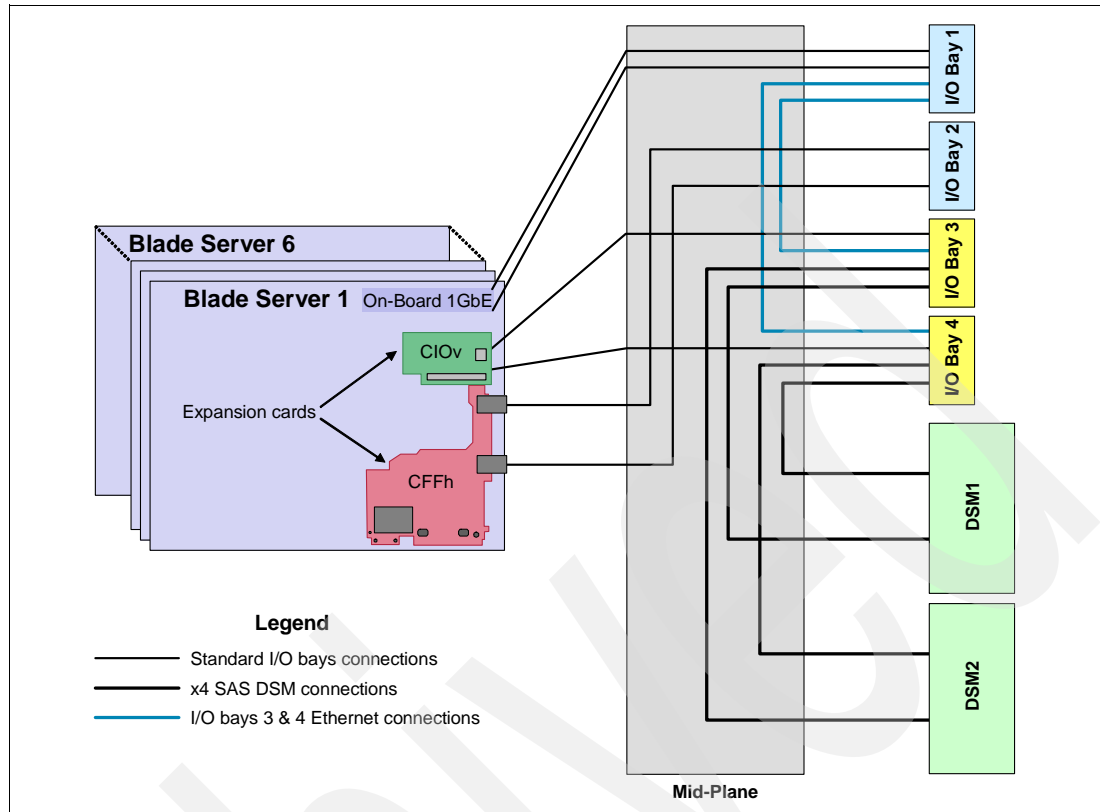 I/O Bay 1
I/O Bay 2
I/O Bay 3
I/O Bay 4
Blade Server 6
Blade Server 1 On-Board 1GbE
CIOv
Expansion cards
CFFh
DSM1
DSM2
Legend
Standard I/O bays connections
x4 SAS DSM connections
I/O bays 3 & 4 Ethernet connections
Mid-Plane